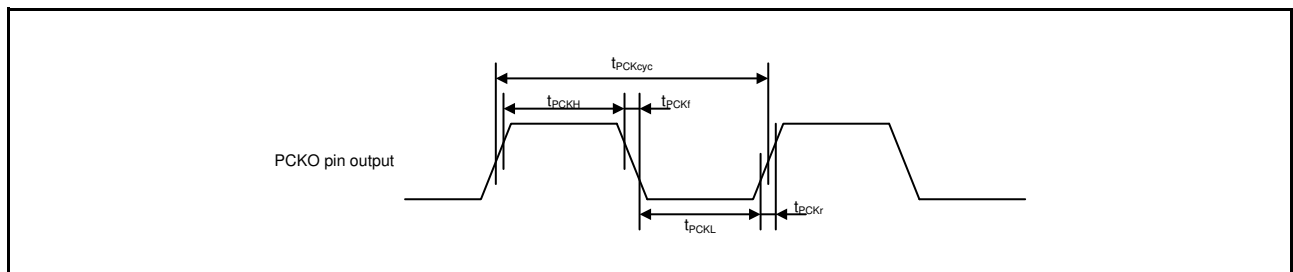 tPCKcyc
tPCKH
tPCKf
PCKO pin output
tPCKr
tPCKL